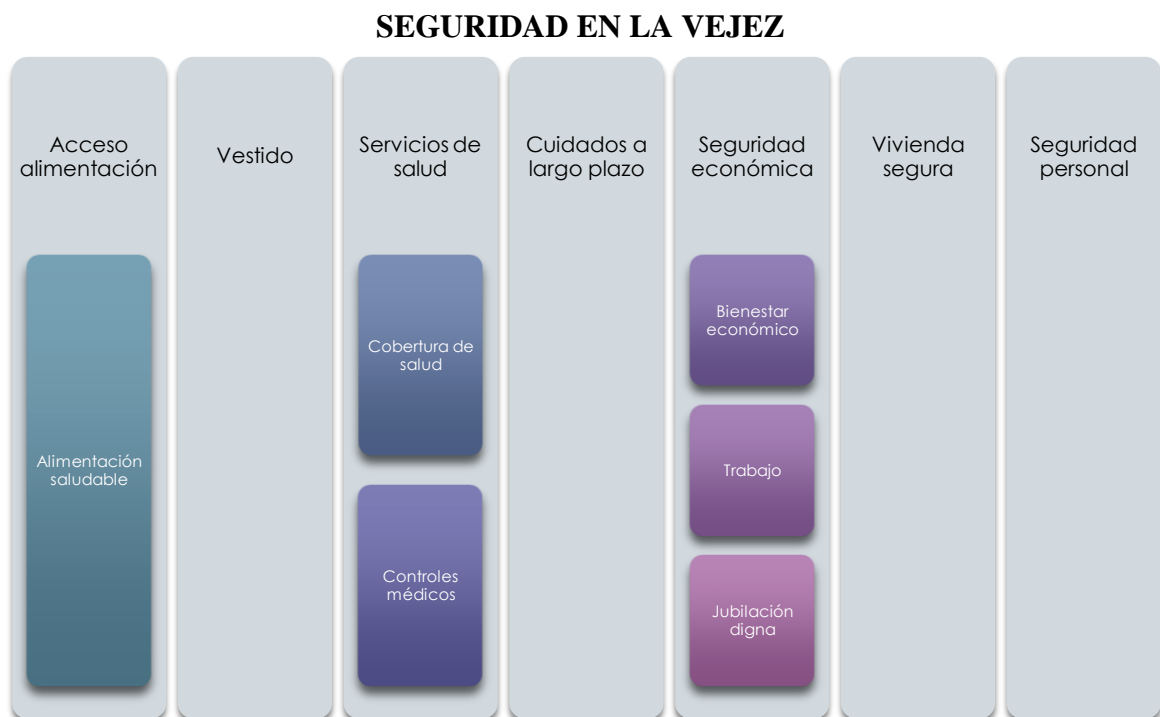 SEGURIDAD EN LA VEJEZ
Acceso
alimentación
Vestido
Servicios de
salud
Cuidados a
largo plazo
Seguridad
económica
Vivienda
segura
Seguridad
personal
Alimentación
saludable
Cobertura de
salud
Controles
médicos
Bienestar
económico
Trabajo
Jubilación
digna